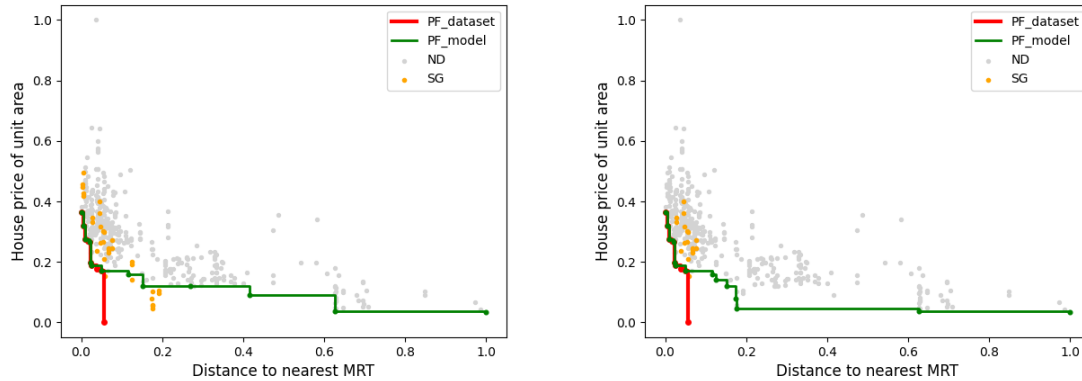 1.0
0.8
0.6
0.4
0.2
0.0
House price of unit area
0.0 0.2 0.4 0.6 0.8 1.0
Distance to nearest MRT
PF_dataset
PF_model
ND
SG
1.0
0.8
0.6
0.4
0.2
0.0
House price of unit area
0.0 0.2 0.4 0.6 0.8 1.0
Distance to nearest MRT
PF_dataset
PF_model
ND
SG